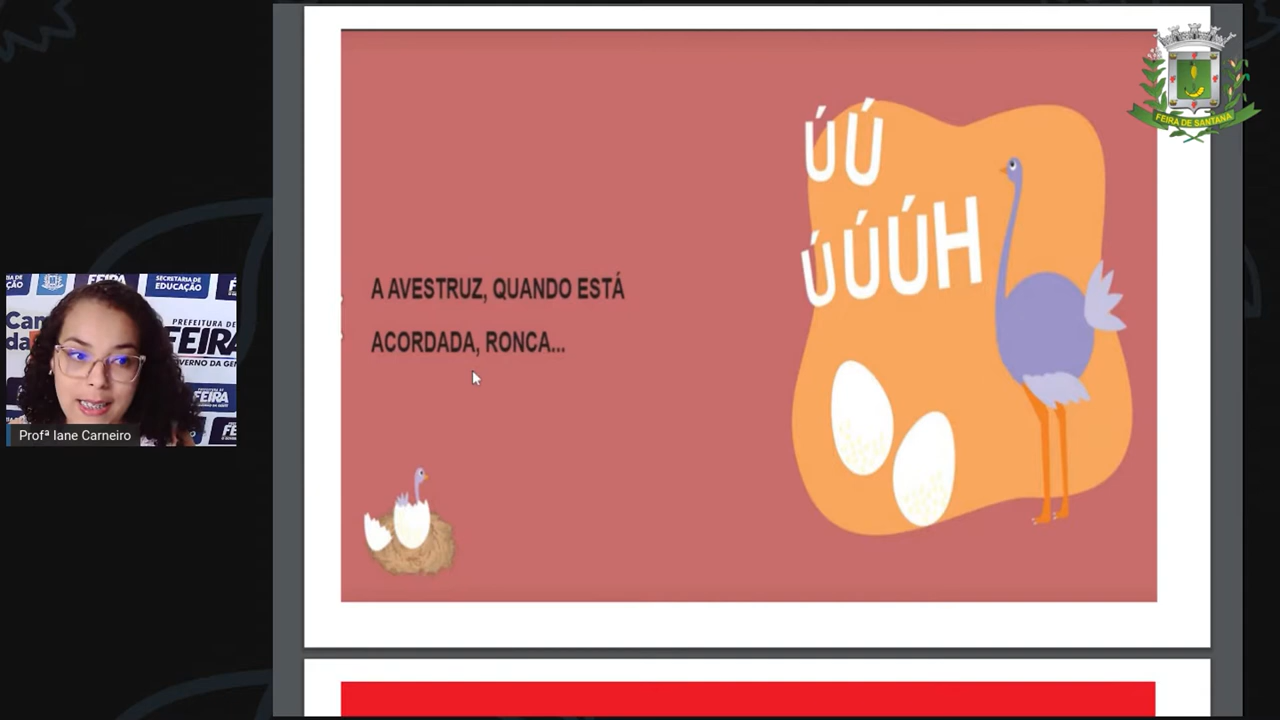 ÚÚ
ÚÚÚH
A AVESTRUZ, QUANDO ESTÁ
ACORDADA, RONCA...
FEIRA DE SANTANA
SECRETARIA DE
EDUCAÇÃO
PREFEITURA DE
FEIRA
FEIRA
Profª Iane Carneiro